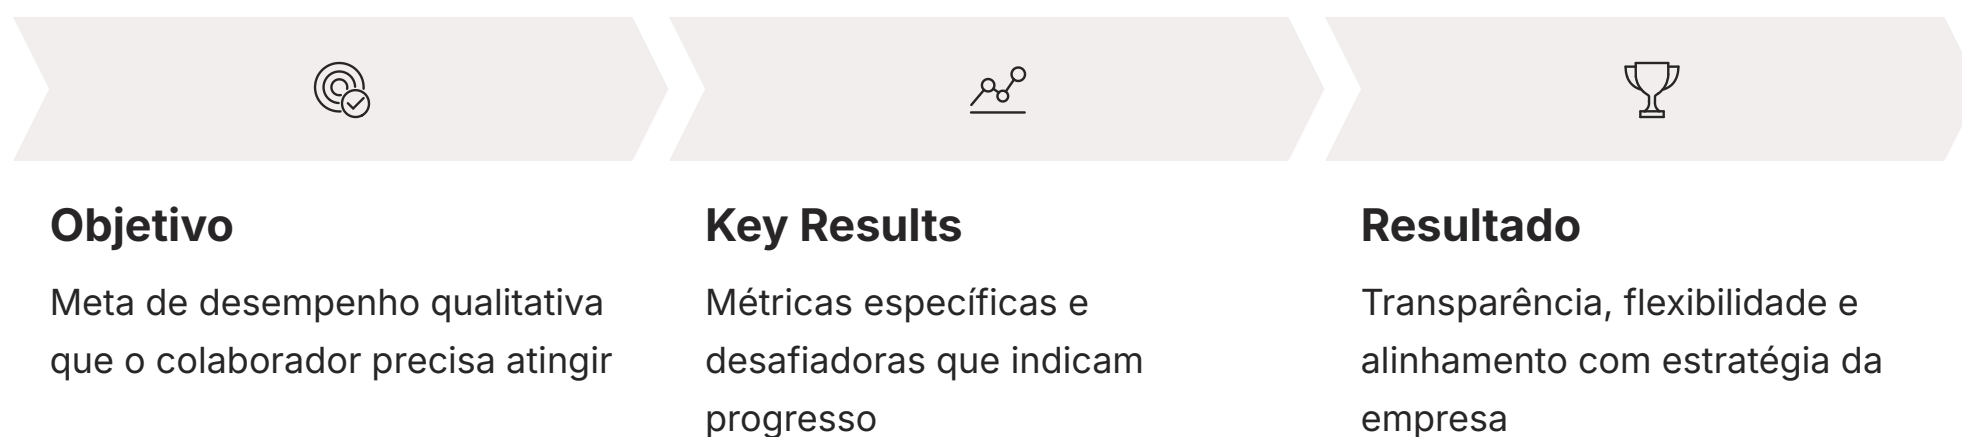 Objetivo
Meta de desempenho qualitativa
que o colaborador precisa atingir
Key Results
Métricas específicas e
desafiadoras que indicam
progresso
Resultado
Transparência, flexibilidade e
alinhamento com estratégia da
empresa